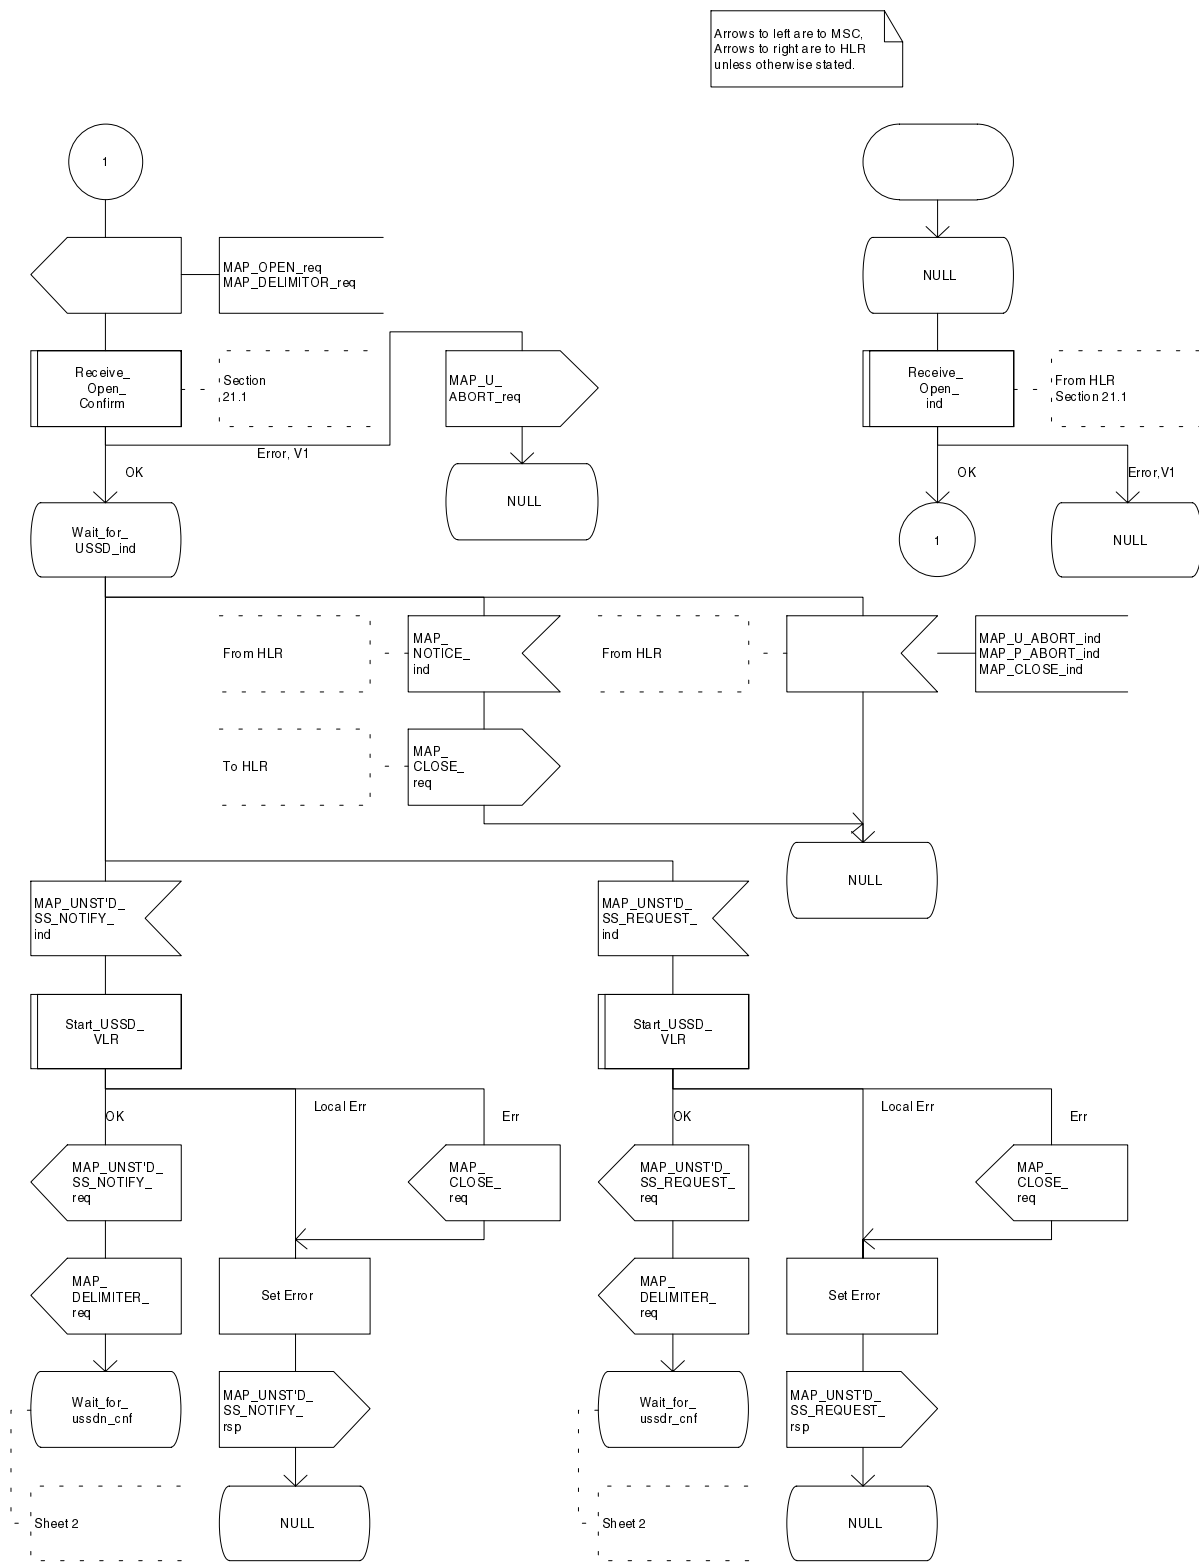 Arrows to left are to MSC,
Arrows to right are to HLR
unless otherwise stated.
1
MAP_OPEN_req
MAP_DELIMITOR_req
NULL
Receive_
Open_
Confirm
Section
21.1
MAP_U_
ABORT_req
Receive_
Open_
ind
From HLR
Section 21.1
Error, V1
OK
NULL
OK
Error,V1
Wait_for_
USSD_ind
1
NULL
From HLR
MAP_
NOTICE_
ind
From HLR
MAP_U_ABORT_ind
MAP_P_ABORT_ind
MAP_CLOSE_ind
To HLR
MAP_
CLOSE_
req
NULL
MAP_UNST'D_
SS_NOTIFY_
ind
MAP_UNST'D_
SS_REQUEST_
ind
Start_USSD_
VLR
Start_USSD_
VLR
OK
Local Err
Err
OK
Local Err
Err
MAP_UNST'D_
SS_NOTIFY_
req
MAP_
CLOSE_
req
MAP_UNST'D_
SS_REQUEST_
req
MAP_
CLOSE_
req
MAP_
DELIMITER_
req
Set Error
MAP_
DELIMITER_
req
Set Error
Wait_for_
ussdn_cnf
MAP_UNST'D_
SS_NOTIFY_
rsp
Wait_for_
ussdr_cnf
MAP_UNST'D_
SS_REQUEST_
rsp
Sheet 2
NULL
Sheet 2
NULL